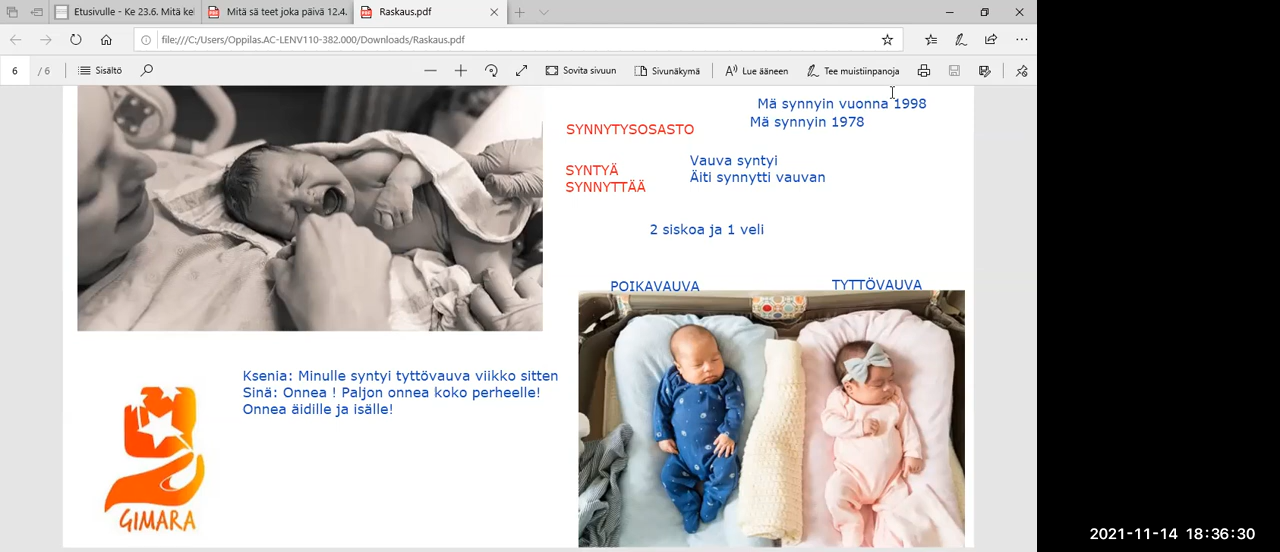 Etusivulle - Ke 23.6. Mitä ke
Mitä sä teet joka päivä 12.4.
Raskaus.pdf
file:///C:/Users/Oppilas.AC-LENV110-382.000/Downloads/Raskaus.pdf
6 / 6
Sisältö
Sovita sivuun
Sivunäkymä
Lue ääneen
Tee muistiinpanoja
Mä synnyin vuonna 1998
Mä synnyin 1978
SYNNYTYSOSASTO
SYNTYÄ
SYNNYTTÄÄ
Vauva syntyi
Äiti synnytti vauvan
2 siskoa ja 1 veli
POIKAVAUVA
TYTTÖVAUVA
Ksenia: Minulle syntyi tyttövauva viikko sitten
Sinä: Onnea ! Paljon onnea koko perheelle!
Onnea äidille ja isälle!
GIMARA
2021-11-14 18:36:30